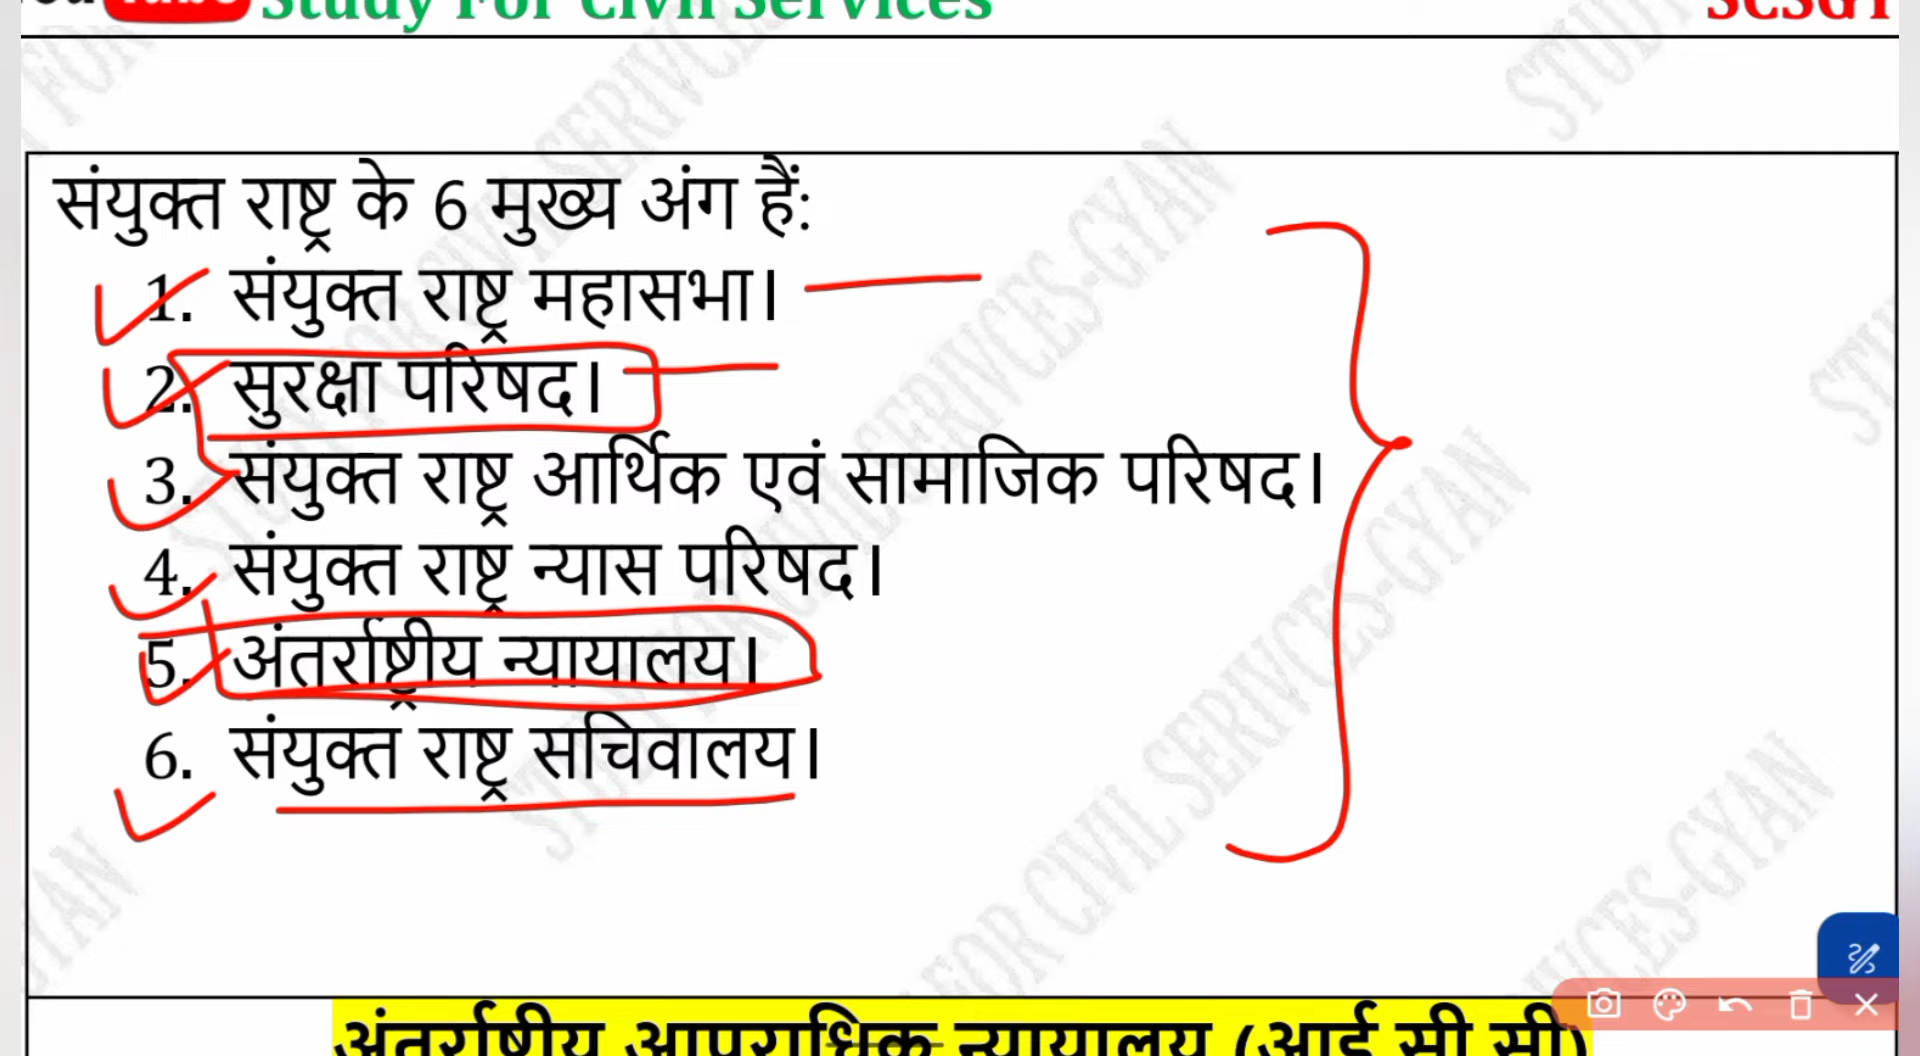 Study For Civil Services
संयुक्त राष्ट्र के 6 मुख्य अंग हैं:
1. संयुक्त राष्ट्र महासभा।
2. सुरक्षा परिषद।
3. संयुक्त राष्ट्र आर्थिक एवं सामाजिक परिषद।
4. संयुक्त राष्ट्र न्यास परिषद।
5. अंतर्राष्ट्रीय न्यायालय।
6. संयुक्त राष्ट्र सचिवालय।
अंतर्राष्ट्रीय आपराधिक न्यायालय (आई सी सी)